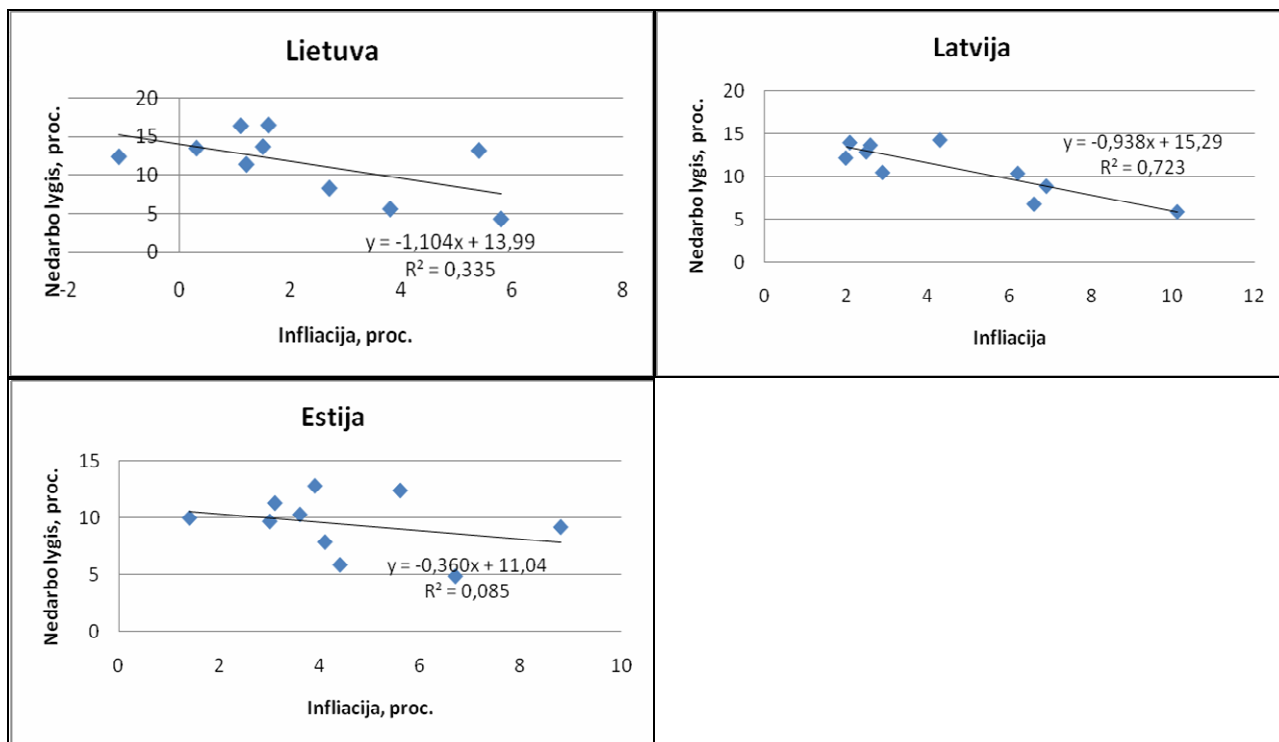 Lietuva
Nedarbo lygis, proc.
20
15
10
5
0
y = -1,104x + 13,99
R² = 0,335
-2 0 2 4 6 8
Infliacija, proc.
Latvija
Nedarbo lygis, proc.
20
15
10
5
0
y = -0,938x + 15,29
R² = 0,723
0 2 4 6 8 10 12
Infliacija
Estija
Nedarbo lygis, proc.
15
10
5
0
y = -0,360x + 11,04
R² = 0,085
0 2 4 6 8 10
Infliacija, proc.